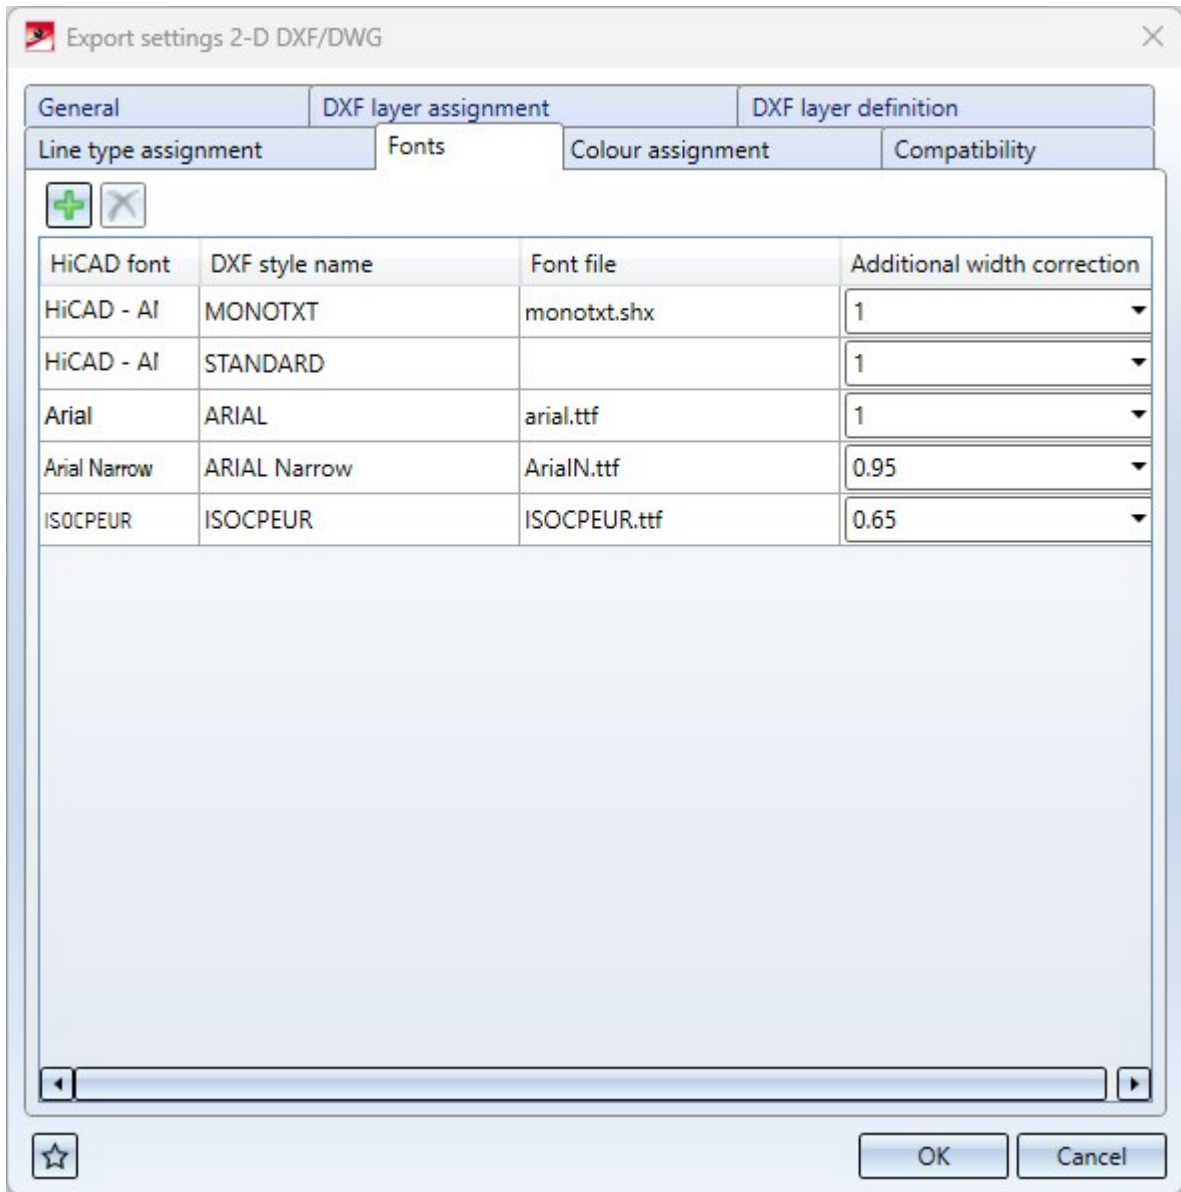 Export settings 2-D DXF/DWG
General DXF layer assignment DXF layer definition
Line type assignment Fonts Colour assignment Compatibility
HiCAD font DXF style name Font file Additional width correction
HiCAD - MONOTXT monotxt.shx 1
HiCAD - STANDARD 1
Arial ARIAL arial.ttf 1
Arial Narrow ARIAL Narrow ArialN.ttf 0.95
ISOCPEUR ISOCPEUR ISOCPEUR.ttf 0.65
OK Cancel